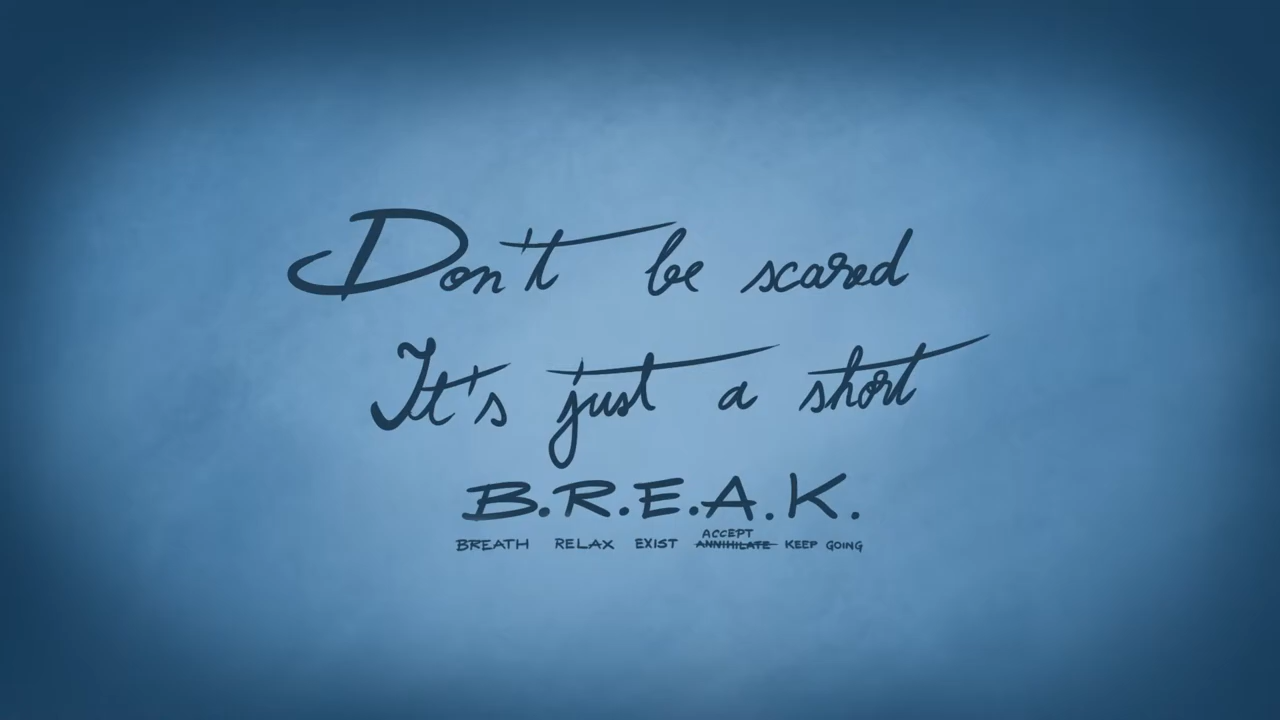 Don't be scared
It's just a short
B.R.E.A.K.
ACCEPT
BREATH RELAX EXIST ANNIHILATE KEEP GOING